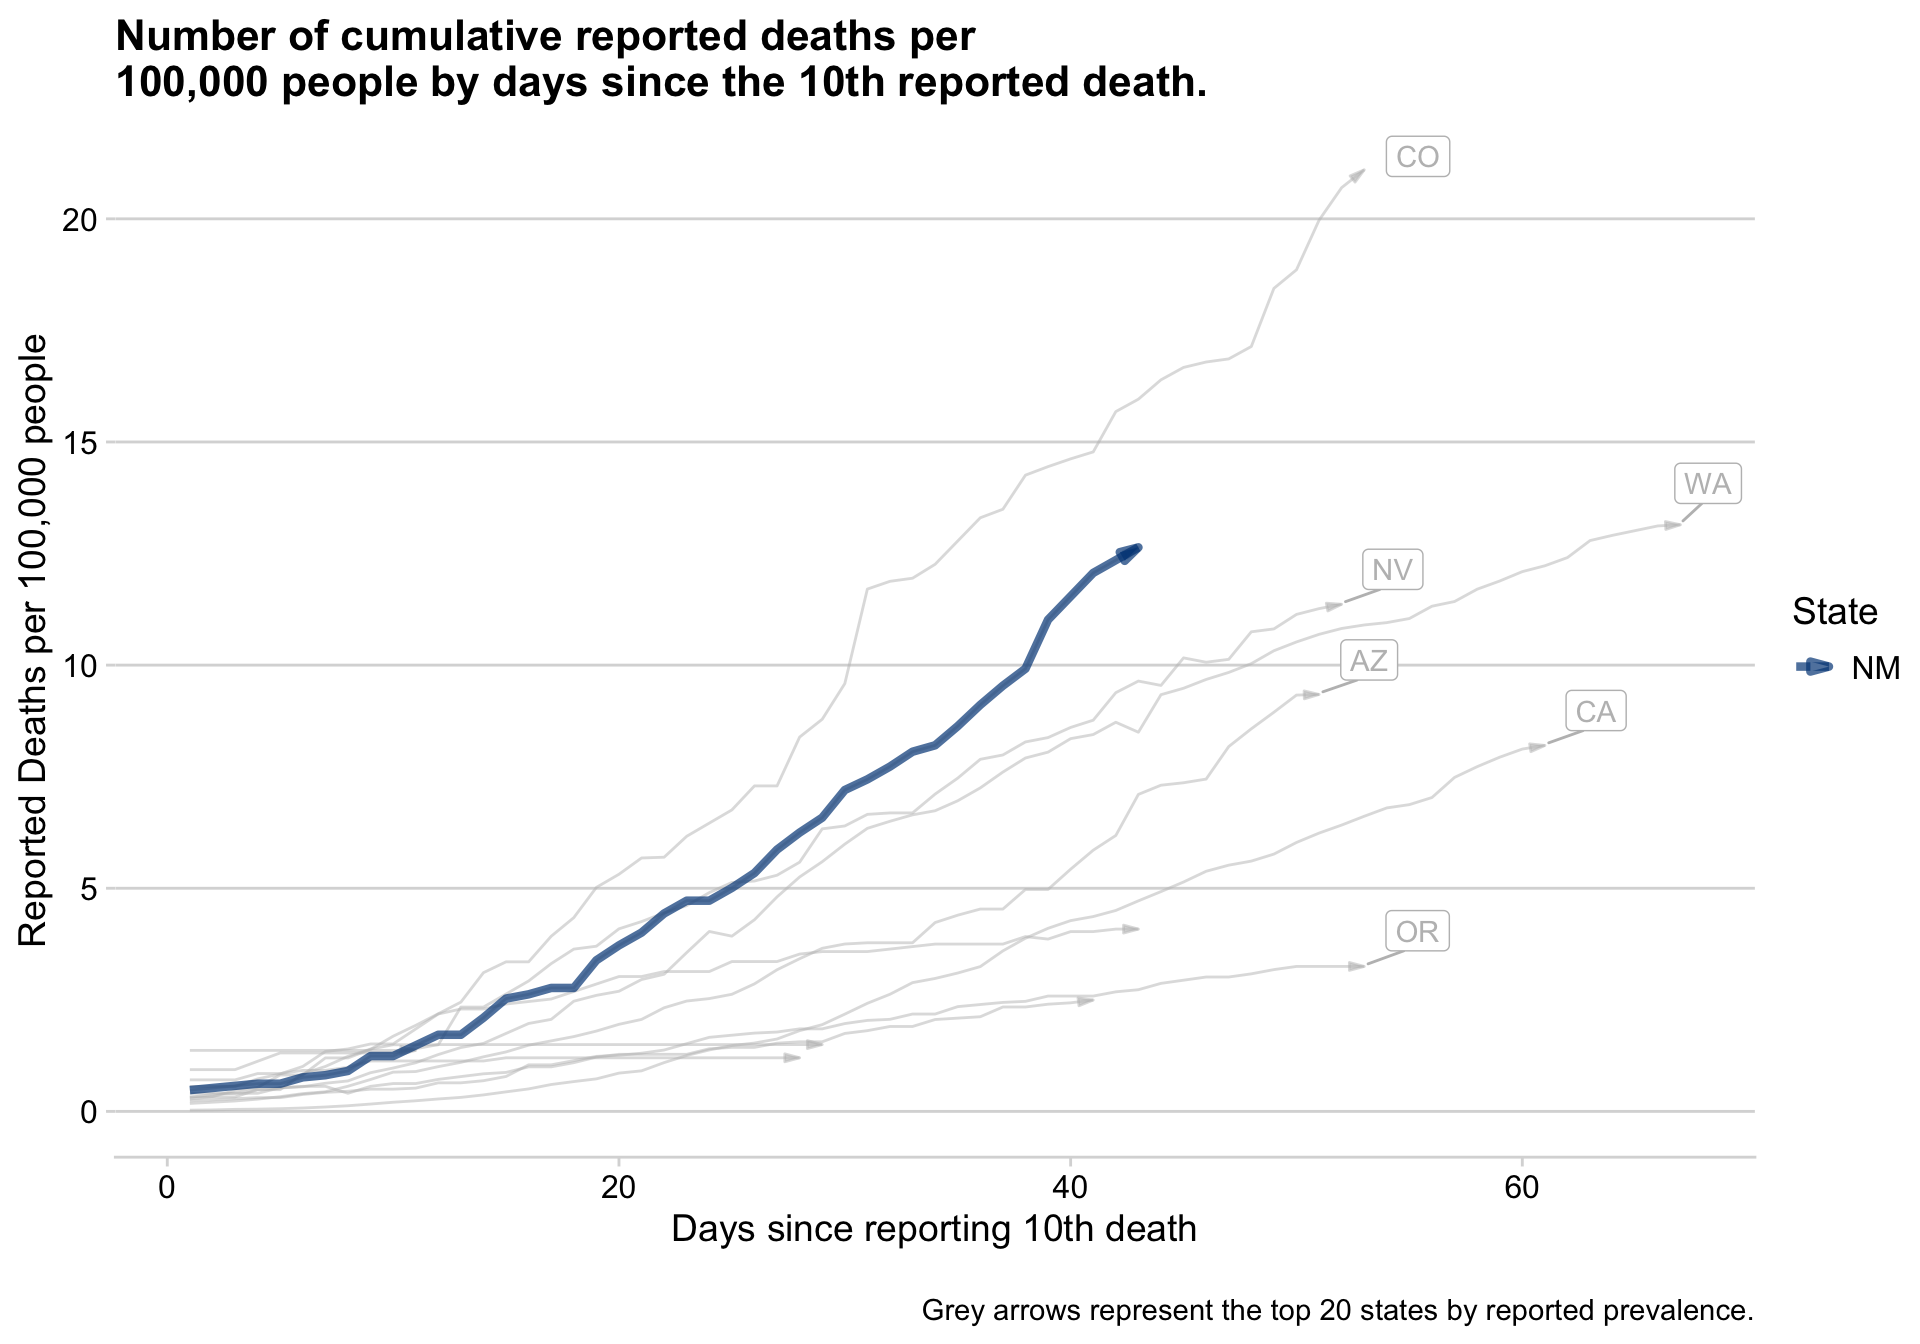 Number of cumulative reported deaths per
100,000 people by days since the 10th reported death.
Reported Deaths per 100,000 people
20
15
10
5
0
CO
WA
NV
AZ
CA
OR
State
NM
0
20
40
60
Days since reporting 10th death
Grey arrows represent the top 20 states by reported prevalence.